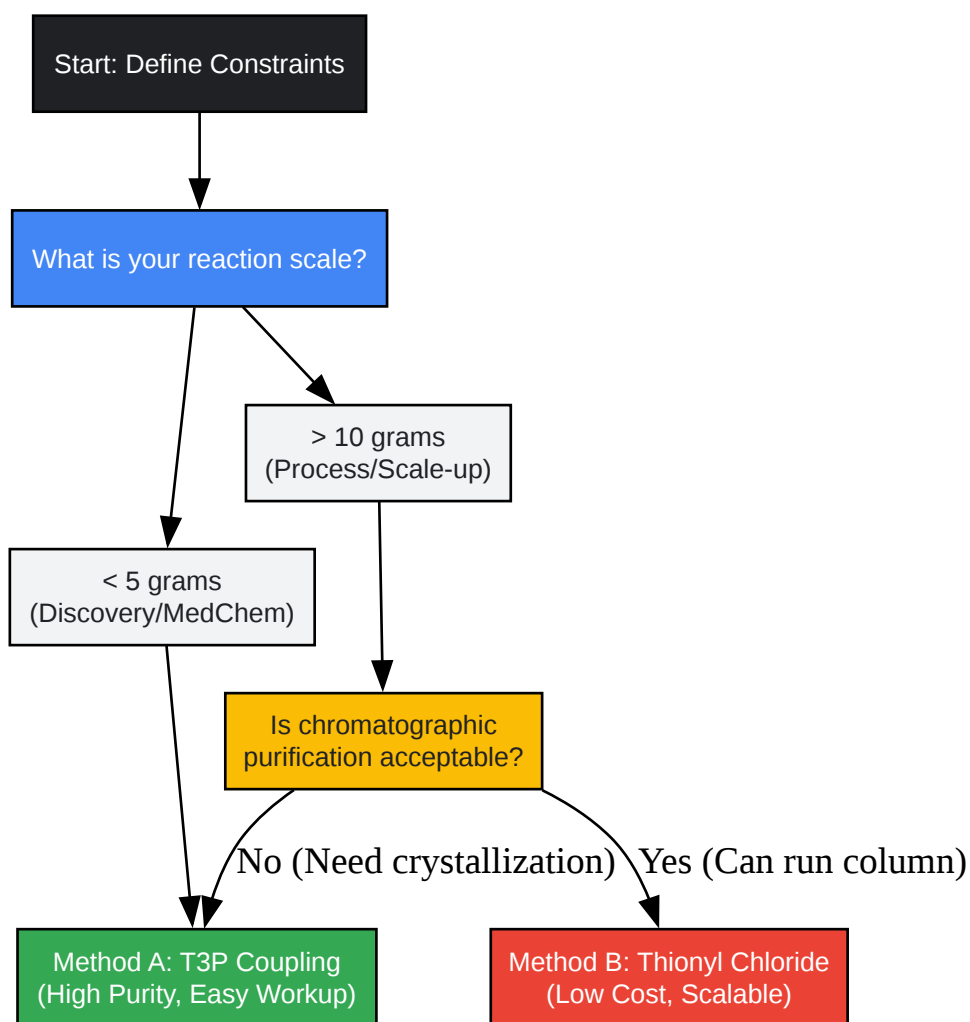 Start: Define Constraints
What is your reaction scale?
> 10 grams
(Process/Scale-up)
< 5 grams
(Discovery/MedChem)
Is chromatographic
purification acceptable?
No (Need crystallization)
Yes (Can run column)
Method A: T3P Coupling
(High Purity, Easy Workup)
Method B: Thionyl Chloride
(Low Cost, Scalable)